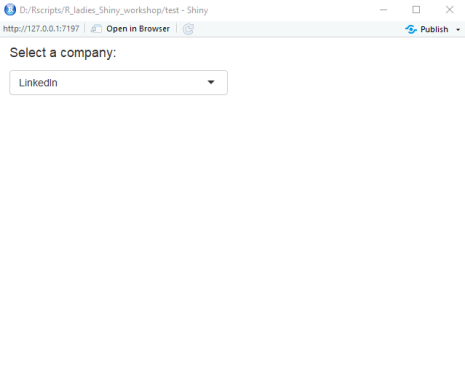 D:/Rscripts/R_ladies_Shiny_workshop/test - Shiny
http://127.0.0.1:7197 Open in Browser Publish
Select a company:
LinkedIn